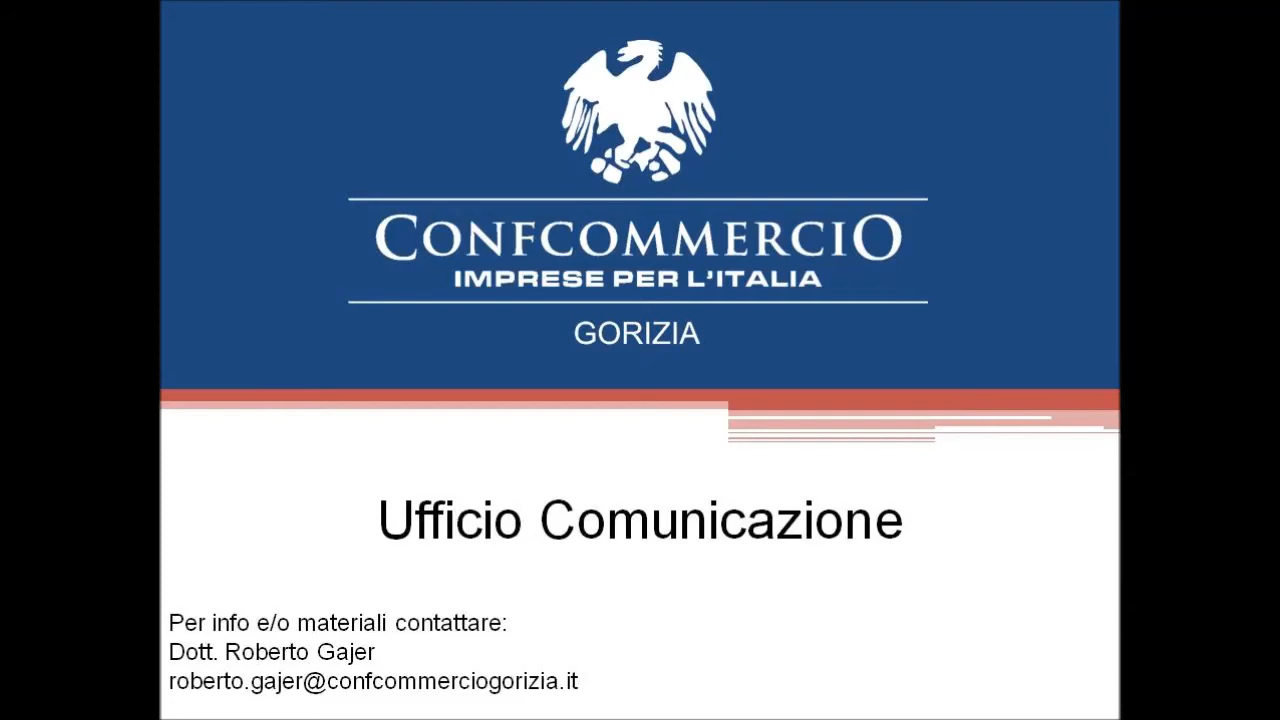 CONFCOMMERCIO
IMPRESE PER L'ITALIA
GORIZIA
Ufficio Comunicazione
Per info e/o materiali contattare:
Dott. Roberto Gajer
roberto.gajer@confcommerciogorizia.it